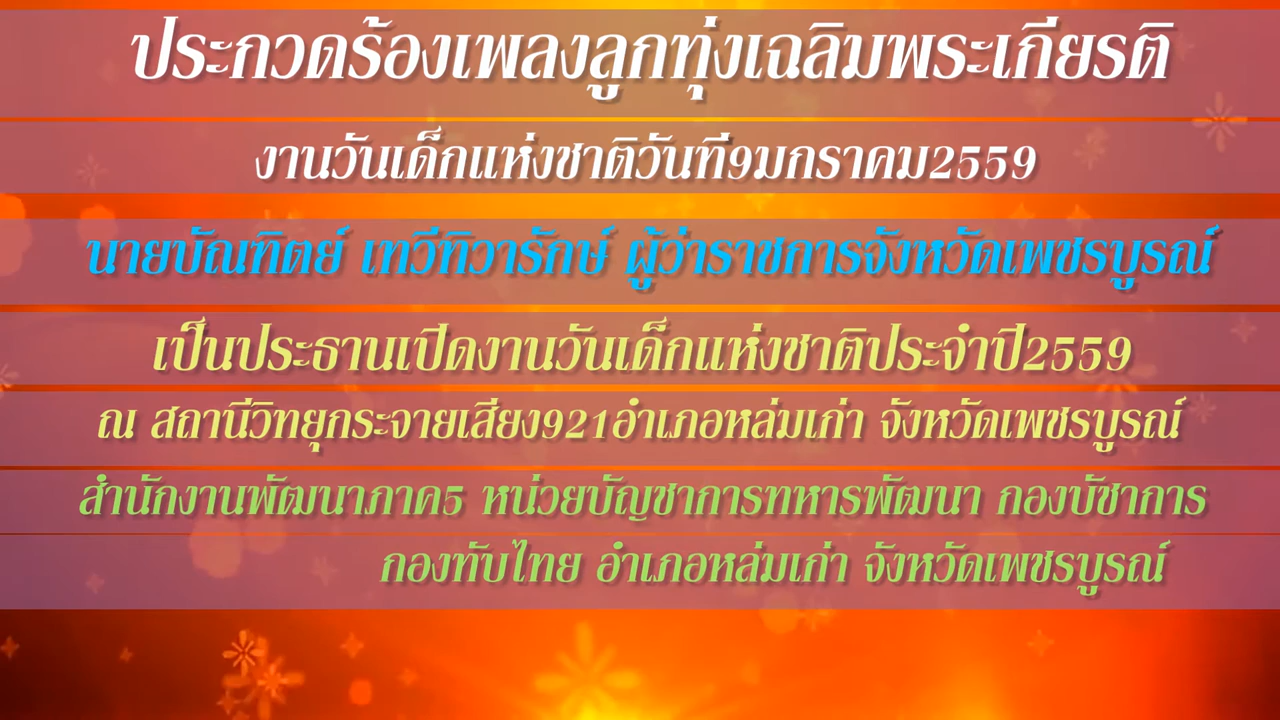 ประกวดร้องเพลงลูกทุ่งเฉลิมพระเกียรติ
งานวันเด็กแห่งชาติวันที่9มกราคม2559
นายบัณฑิตย์ เทวีทิวารักษ์ ผู้ว่าราชการจังหวัดเพชรบูรณ์
เป็นประธานเปิดงานวันเด็กแห่งชาติประจำปี2559
ณ สถานีวิทยุกระจายเสียง921อำเภอหล่มเก่า จังหวัดเพชรบูรณ์
สำนักงานพัฒนาภาค5 หน่วยบัญชาการทหารพัฒนา กองบัชาการ
กองทับไทย อำเภอหล่มเก่า จังหวัดเพชรบูรณ์